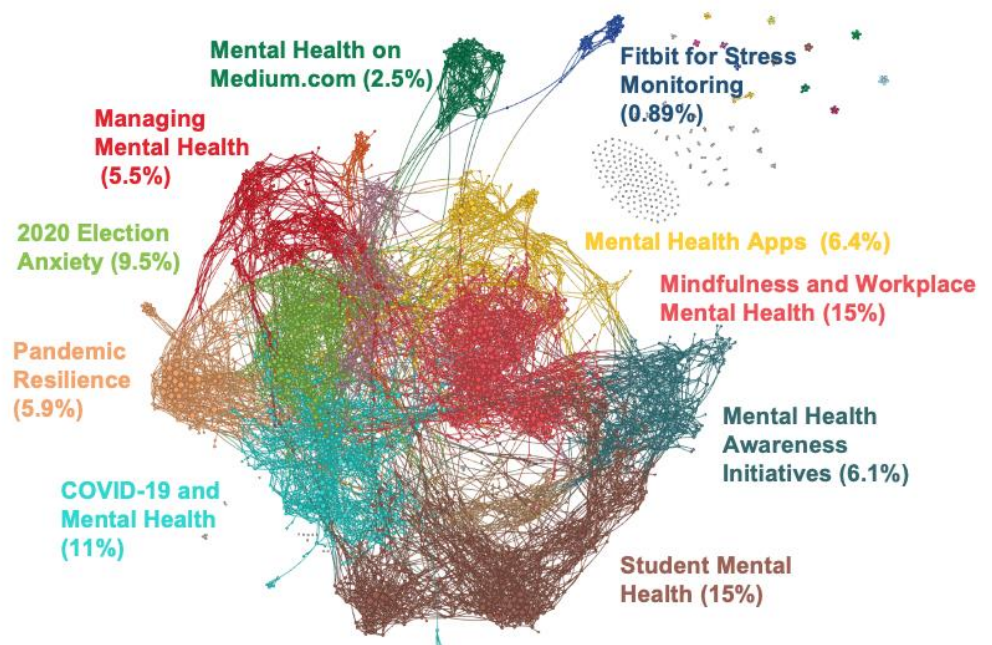 Mental Health on
Medium.com (2.5%)
Fitbit for Stress
Monitoring
(0.89%)
Managing
Mental Health
(5.5%)
2020 Election
Anxiety (9.5%)
Mental Health Apps (6.4%)
Mindfulness and Workplace
Mental Health (15%)
Pandemic
Resilience
(5.9%)
Mental Health
Awareness
Initiatives (6.1%)
COVID-19 and
Mental Health
(11%)
Student Mental
Health (15%)